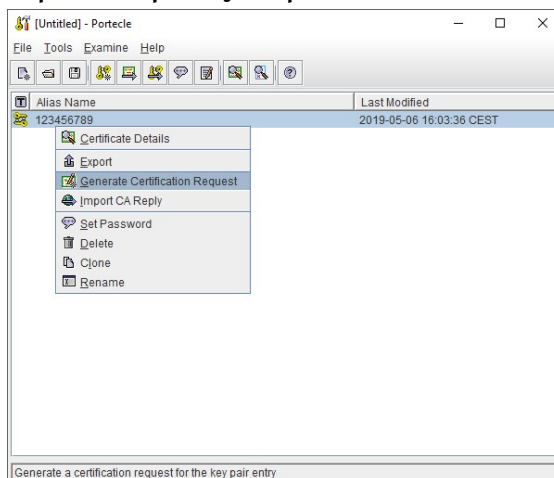 [Untitled] - Portecle
File Tools Examine Help
Alias Name Last Modified
123456789 2019-05-06 16:03:36 CEST
Certificate Details
Export
Generate Certification Request
Import CA Reply
Set Password
Delete
Clone
Rename
Generate a certification request for the key pair entry